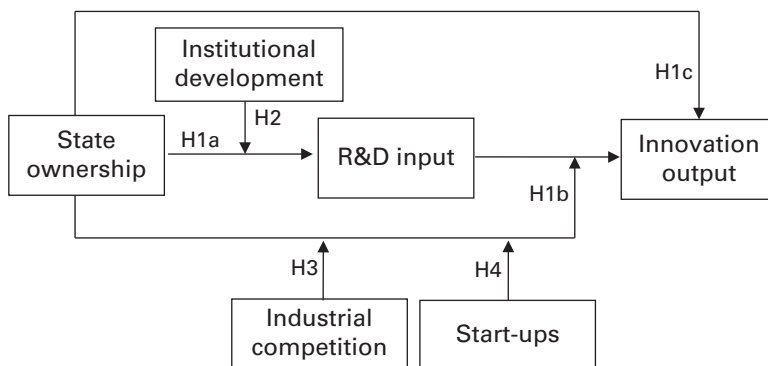 Institutional
development
H1c
H2
State
ownership
H1a
R&D input
Innovation
output
H1b
H3
H4
Industrial
competition
Start-ups